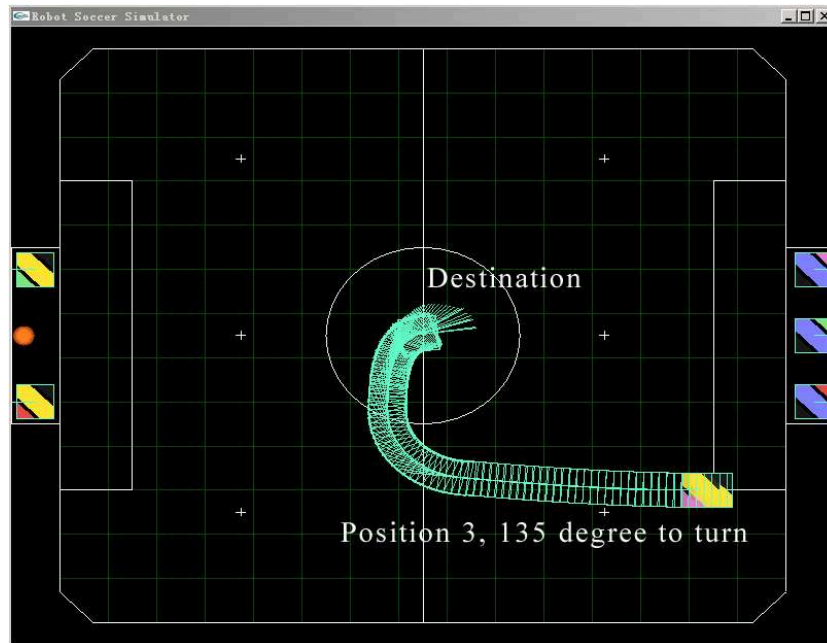 Robot Soccer Simulator
Destination
Position 3, 135 degree to turn